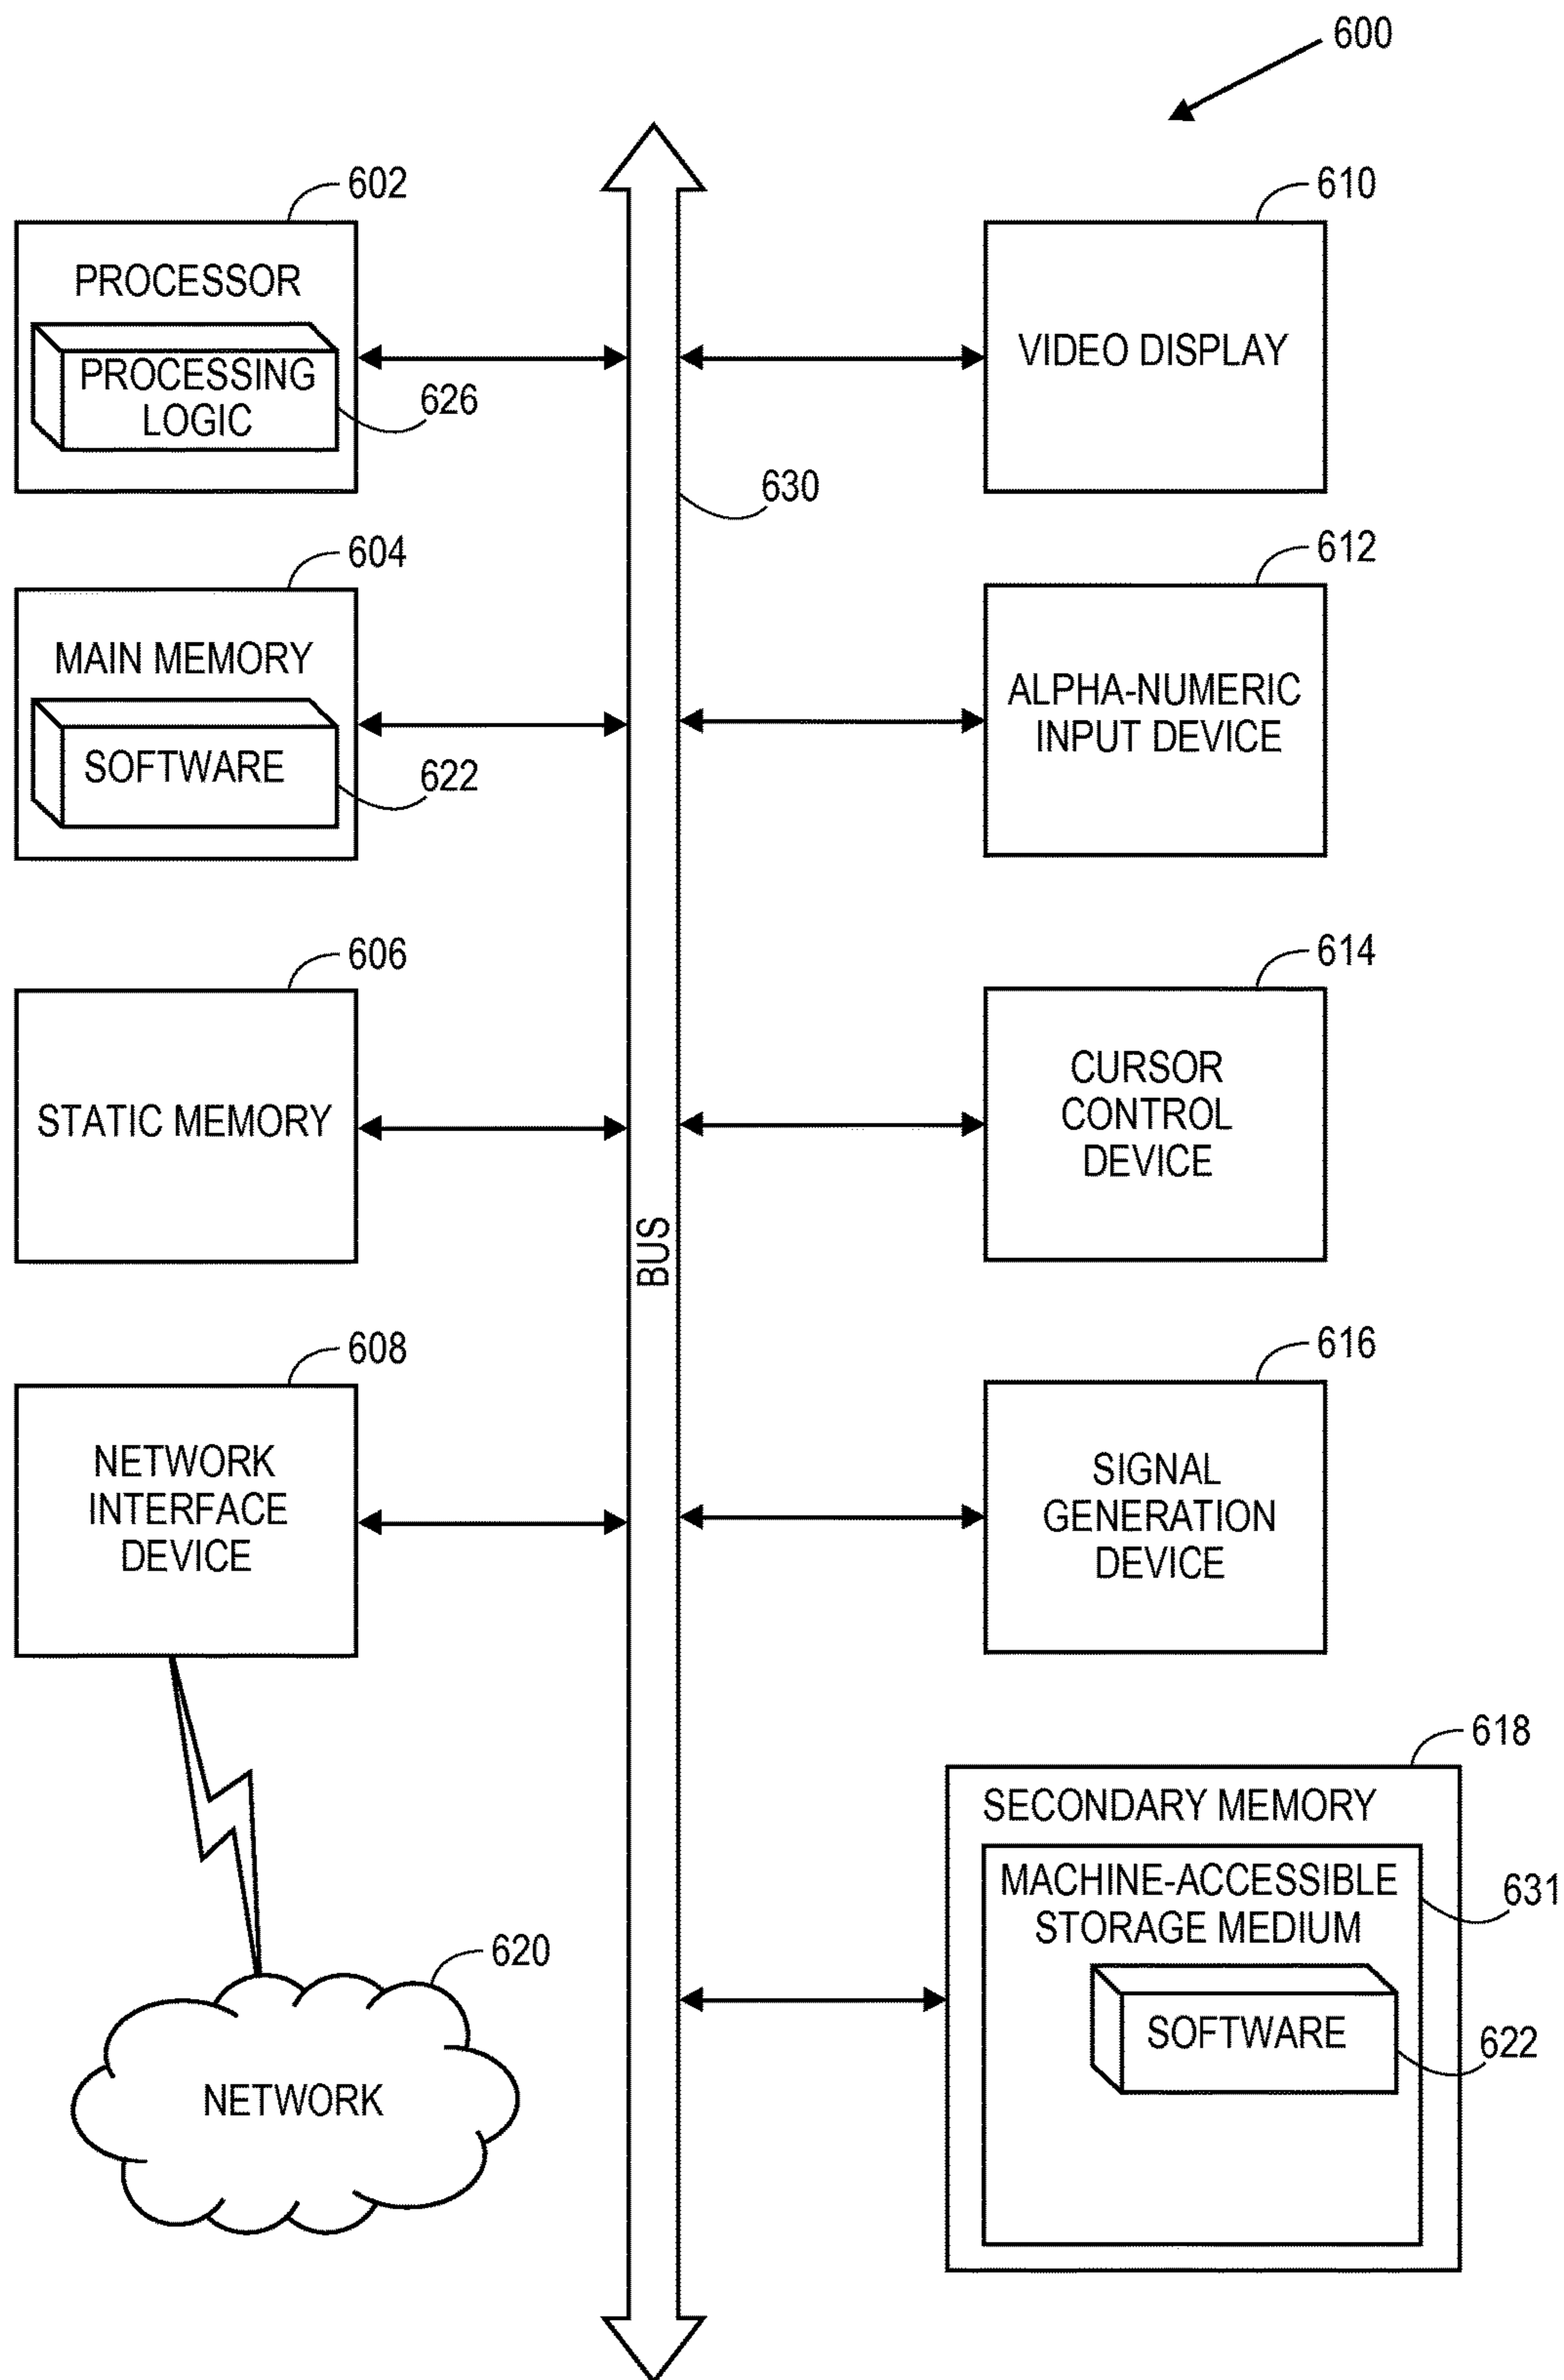 600
602
PROCESSOR
PROCESSING
LOGIC
626
604
MAIN MEMORY
SOFTWARE
622
606
STATIC MEMORY
608
NETWORK
INTERFACE
DEVICE
620
NETWORK
630
BUS
610
VIDEO DISPLAY
612
ALPHA-NUMERIC
INPUT DEVICE
614
CURSOR
CONTROL
DEVICE
616
SIGNAL
GENERATION
DEVICE
618
SECONDARY MEMORY
MACHINE-ACCESSIBLE
STORAGE MEDIUM
631
SOFTWARE
622